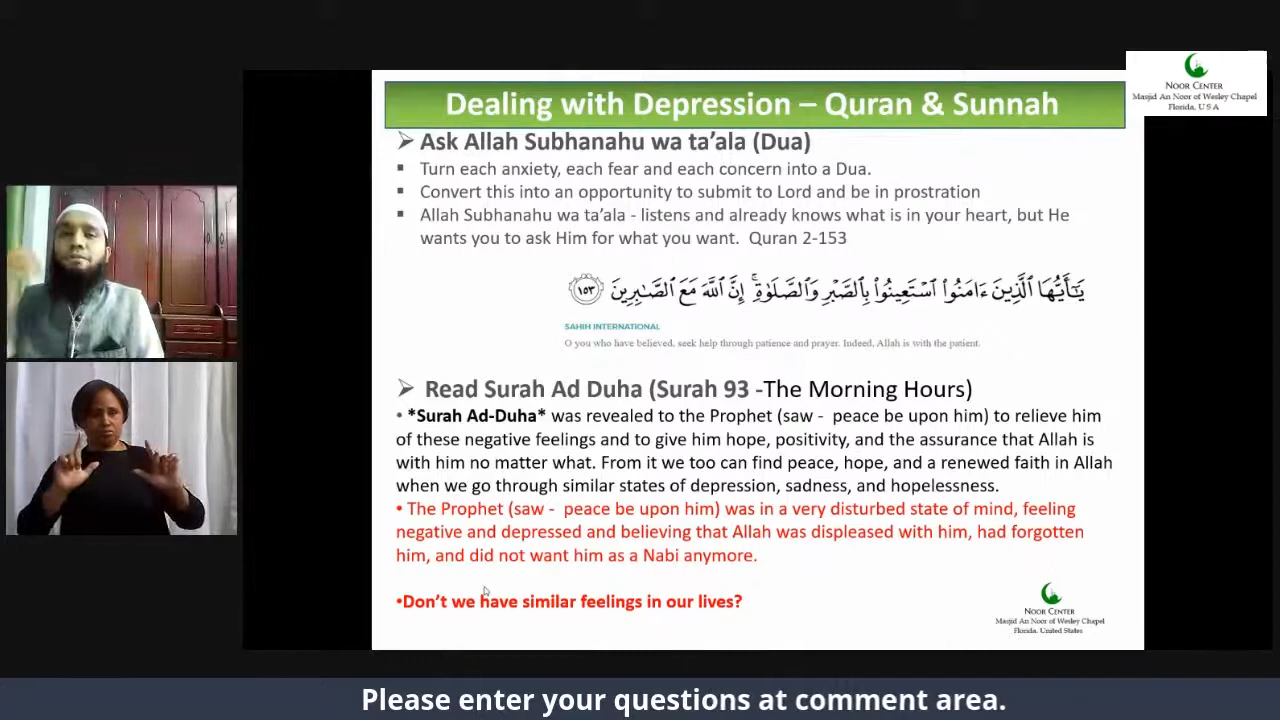 Dealing with Depression – Quran & Sunnah
NOOR CENTER
Masjid An Noor of Wesley Chapel
Florida, U S A
➢ Ask Allah Subhanahu wa ta’ala (Dua)
▪ Turn each anxiety, each fear and each concern into a Dua.
▪ Convert this into an opportunity to submit to Lord and be in prostration
▪ Allah Subhanahu wa ta’ala - listens and already knows what is in your heart, but He
wants you to ask Him for what you want. Quran 2-153
يَـٰٓأَيُّهَا ٱلَّذِينَ ءَامَنُوا۟ ٱسْتَعِينُوا۟ بِٱلصَّبْرِ وَٱلصَّلَوٰةِ ۚ إِنَّ ٱللَّهَ مَعَ ٱلصَّـٰبِرِينَ ١٥٣
SAHIH INTERNATIONAL
O you who have believed, seek help through patience and prayer. Indeed, Allah is with the patient.
➢ Read Surah Ad Duha (Surah 93 -The Morning Hours)
• *Surah Ad-Duha* was revealed to the Prophet (saw - peace be upon him) to relieve him
of these negative feelings and to give him hope, positivity, and the assurance that Allah is
with him no matter what. From it we too can find peace, hope, and a renewed faith in Allah
when we go through similar states of depression, sadness, and hopelessness.
• The Prophet (saw - peace be upon him) was in a very disturbed state of mind, feeling
negative and depressed and believing that Allah was displeased with him, had forgotten
him, and did not want him as a Nabi anymore.
•Don’t we have similar feelings in our lives?
NOOR CENTER
Masjid An Noor of Wesley Chapel
Florida, United States
Please enter your questions at comment area.